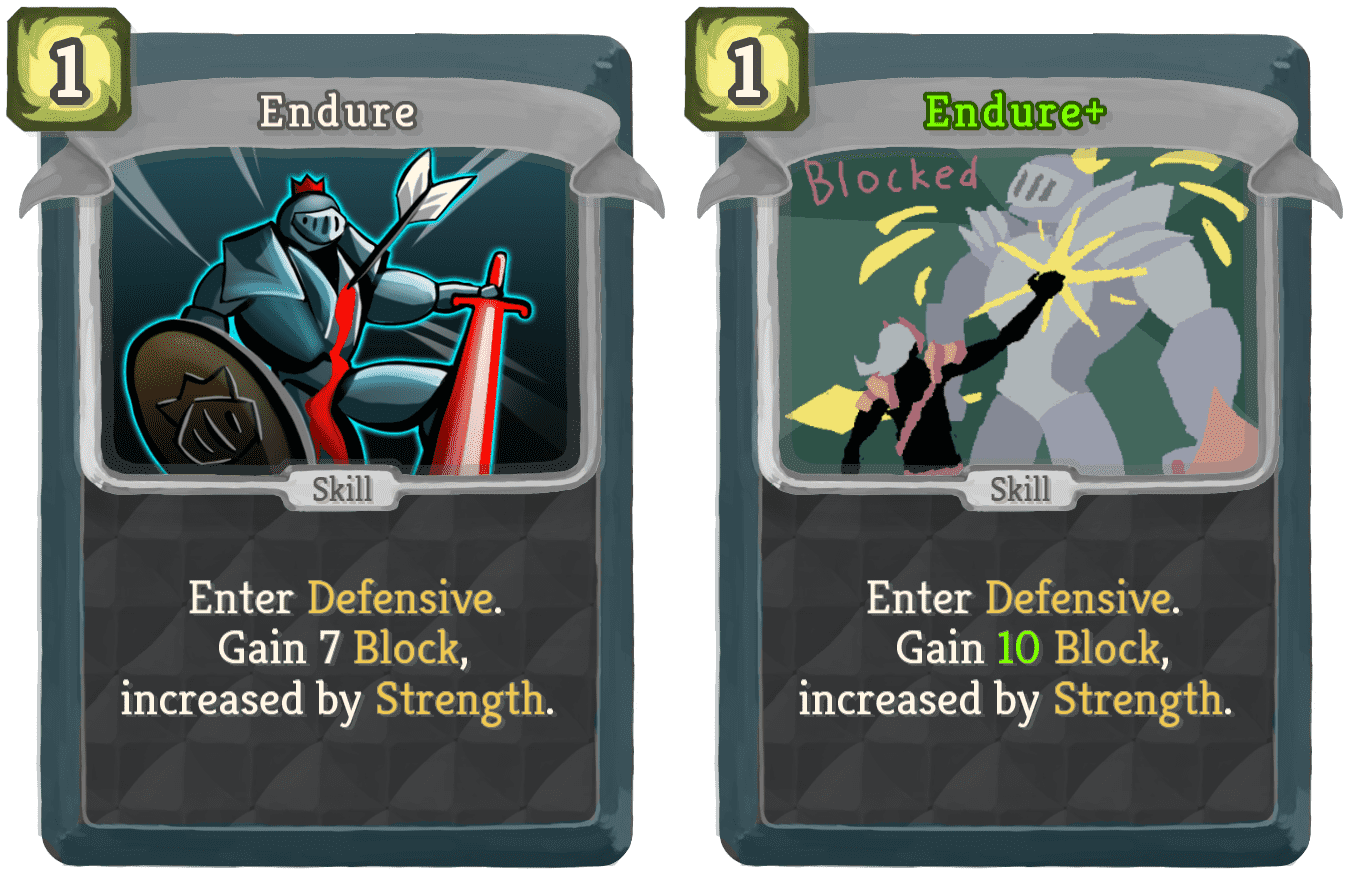 1
Endure
Skill
Enter Defensive.
Gain 7 Block,
increased by Strength.
1
Endure+
Blocked
Skill
Enter Defensive.
Gain 10 Block,
increased by Strength.